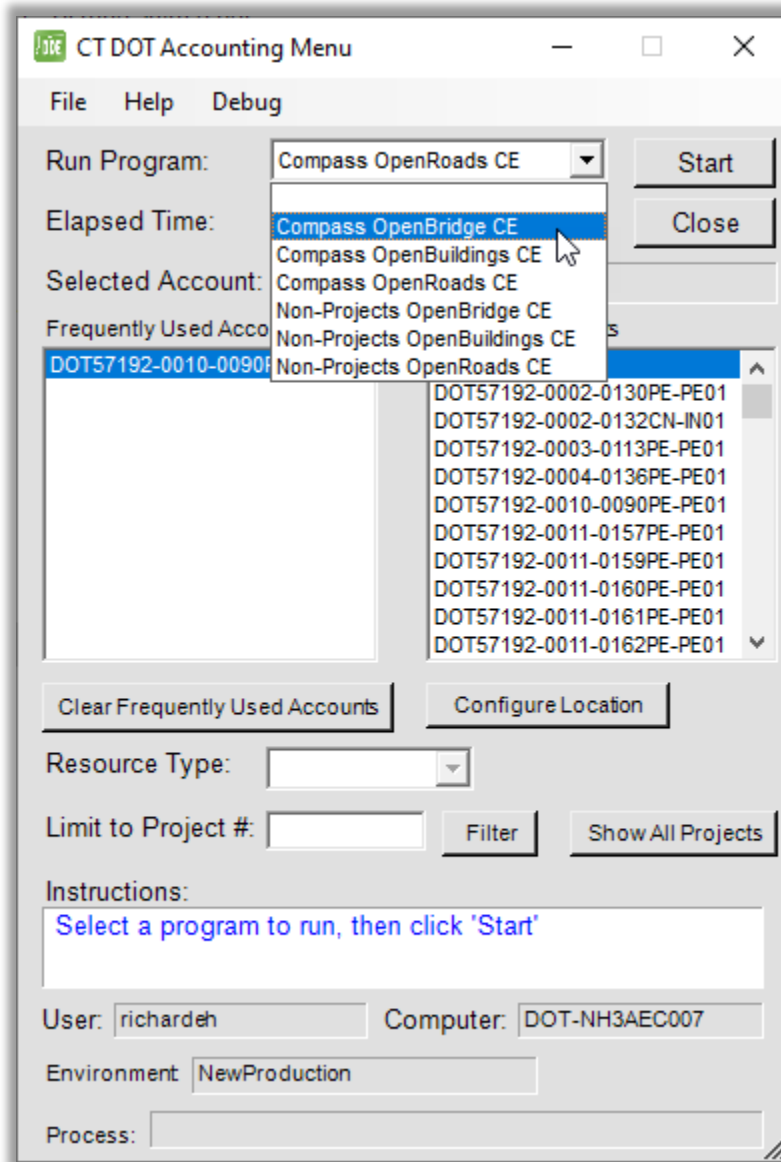 CT DOT Accounting Menu
File Help Debug
Run Program: Compass OpenRoads CE Start
Compass OpenBridge CE
Compass OpenBuildings CE
Compass OpenRoads CE
Non-Projects OpenBridge CE
Non-Projects OpenBuildings CE
Non-Projects OpenRoads CE
Elapsed Time: Close
Selected Account:
Frequently Used
DOT57192-0010-0090
DOT57192-0002-0130PE-PE01
DOT57192-0002-0132CN-IN01
DOT57192-0003-0113PE-PE01
DOT57192-0004-0136PE-PE01
DOT57192-0010-0090PE-PE01
DOT57192-0011-0157PE-PE01
DOT57192-0011-0159PE-PE01
DOT57192-0011-0160PE-PE01
DOT57192-0011-0161PE-PE01
DOT57192-0011-0162PE-PE01
Clear Frequently Used Accounts Configure Location
Resource Type:
Limit to Project #: Filter Show All Projects
Instructions:
Select a program to run, then click 'Start'
User: richardeh Computer: DOT-NH3AEC007
Environment NewProduction
Process: